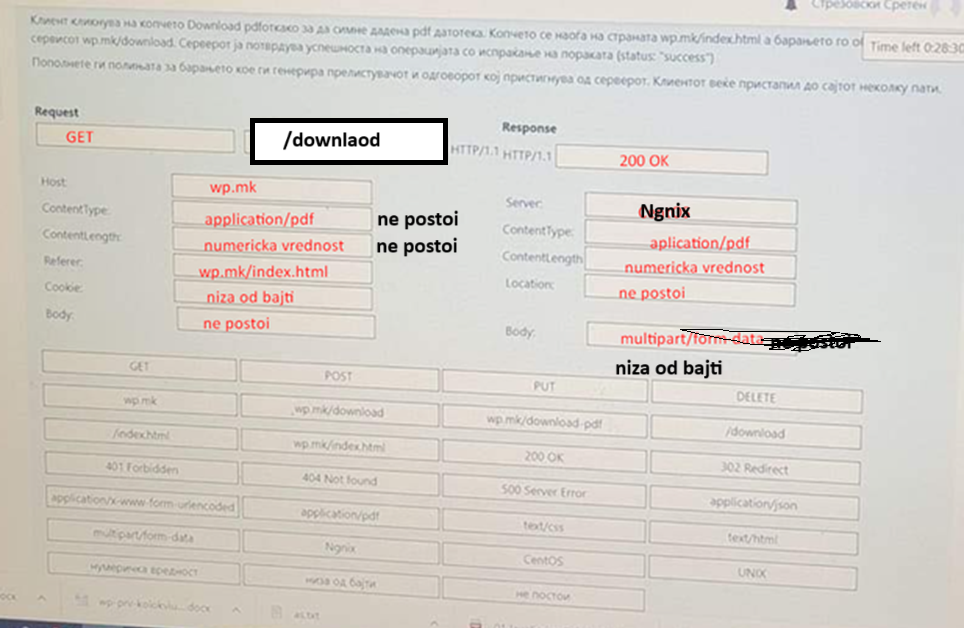 Стрезовски Сретен
Клиент кликнува на копчето Download pdfоткако за да симне дадена pdf датотека. Копчето се наоѓа на страната wp.mk/index.html а барањето го
Time left 0:28:30
сервисот wp.mk/download. Серверот ја потврдува успешноста на операцијата со испраќање на пораката {status: "success"}
Пополнете ги полињата за барањето кое ги генерира прелистувачот и одговорот кој пристигнува од серверот. Клиентот веќе пристапил до сајтот неколку пати.
Request
GET
/downlaod
HTTP/1.1
Host:
wp.mk
ContentType:
application/pdf
ne postoi
ContentLength:
numericka vrednost
ne postoi
Referer:
wp.mk/index.html
Cookie:
niza od bajti
Body:
ne postoi
Response
HTTP/1.1
200 OK
Server:
Ngnix
ContentType:
aplication/pdf
ContentLength
numericka vrednost
Location:
ne postoi
Body:
multipart/form data
ne postoi
niza od bajti
GET
POST
PUT
DELETE
wp.mk
wp.mk/download
wp.mk/download-pdf
/download
/index.html
wp.mk/index.html
200 OK
302 Redirect
401 Forbidden
404 Not found
500 Server Error
application/json
application/x-www-form-urlencoded
application/pdf
text/css
text/html
multipart/form-data
Ngnix
CentOS
UNIX
нумеричка вредност
низа од бајти
не постои
ocx
wp-prv-kolokviu....docx
as.txt